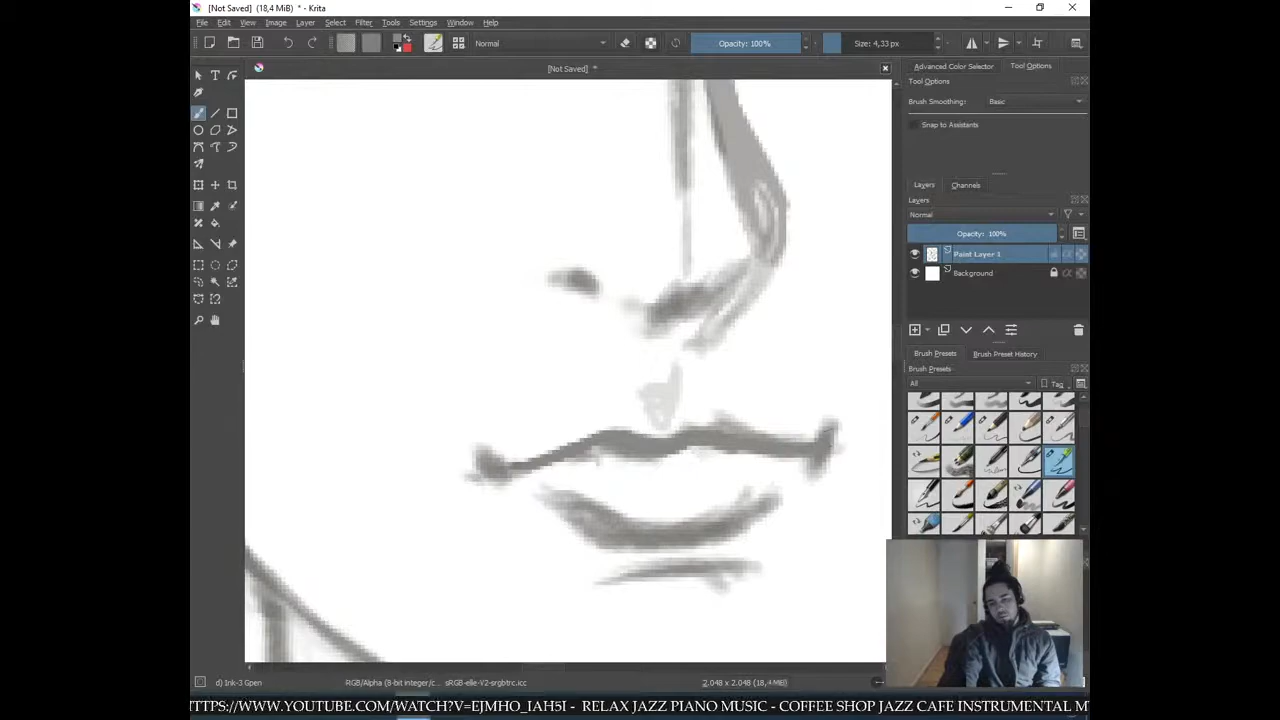 [Not Saved] (18,4 MiB) * - Krita
File Edit View Image Layer Select Filter Tools Settings Window Help
Normal Opacity: 100% Size: 4,33 px
[Not Saved] *
Advanced Color Selector Tool Options
Tool Options
Brush Smoothing: Basic
Snap to Assistants
Layers Channels
Layers
Normal
Opacity: 100%
Paint Layer 1
Background
Brush Presets Brush Preset History
Brush Presets
All Tag
d) Ink-3 Gpen RGB/Alpha (8-bit integer/c... sRGB-elle-V2-srgbtrc.icc 2.048 x 2.048 (18,4 MiB)
HTTPS://WWW.YOUTUBE.COM/WATCH?V=EJMHO_IAH5I - RELAX JAZZ PIANO MUSIC - COFFEE SHOP JAZZ CAFE INSTRUMENTAL M